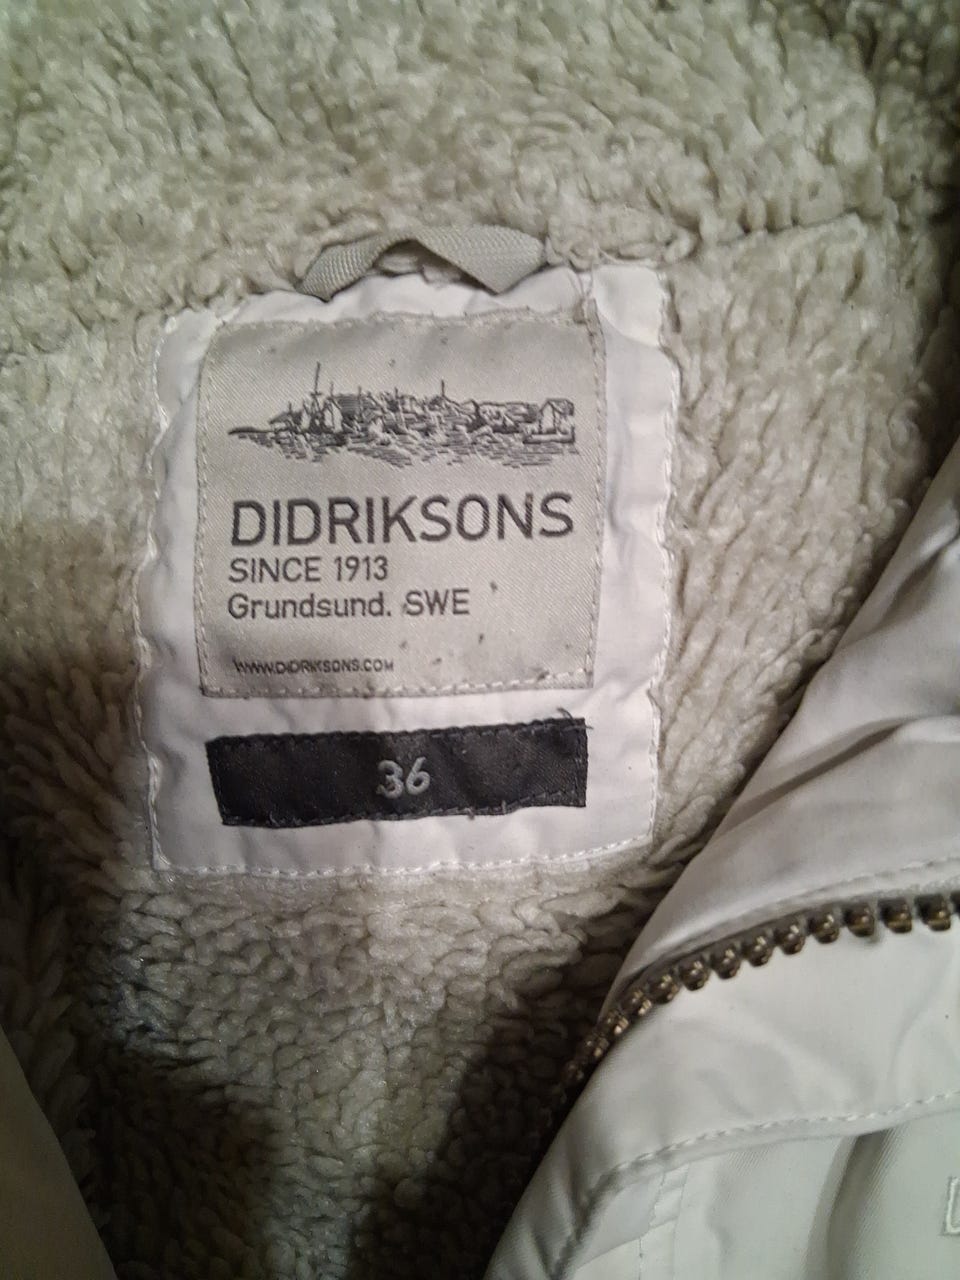 DIDRIKSONS
SINCE 1913
Grundsund. SWE
WWW.DIDRIKSONS.COM
36